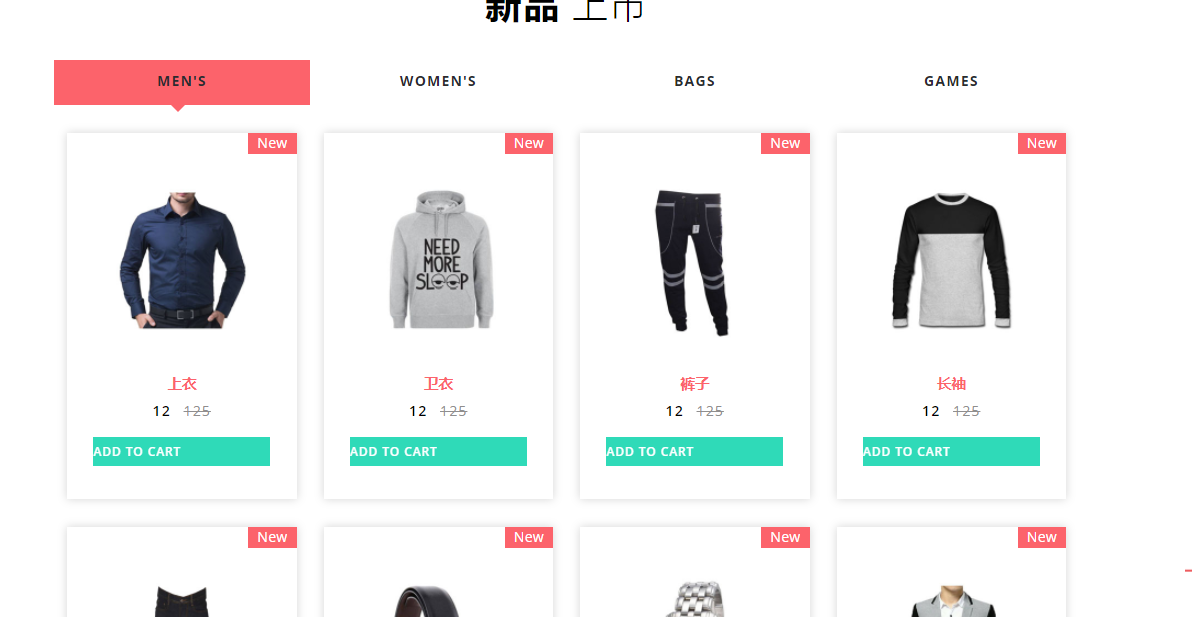 新品 上市
MEN'S WOMEN'S BAGS GAMES
New New New New
NEED
MORE
SLOOP
上衣 卫衣 裤子 长袖
12 125 12 125 12 125 12 125
ADD TO CART ADD TO CART ADD TO CART ADD TO CART
New New New New